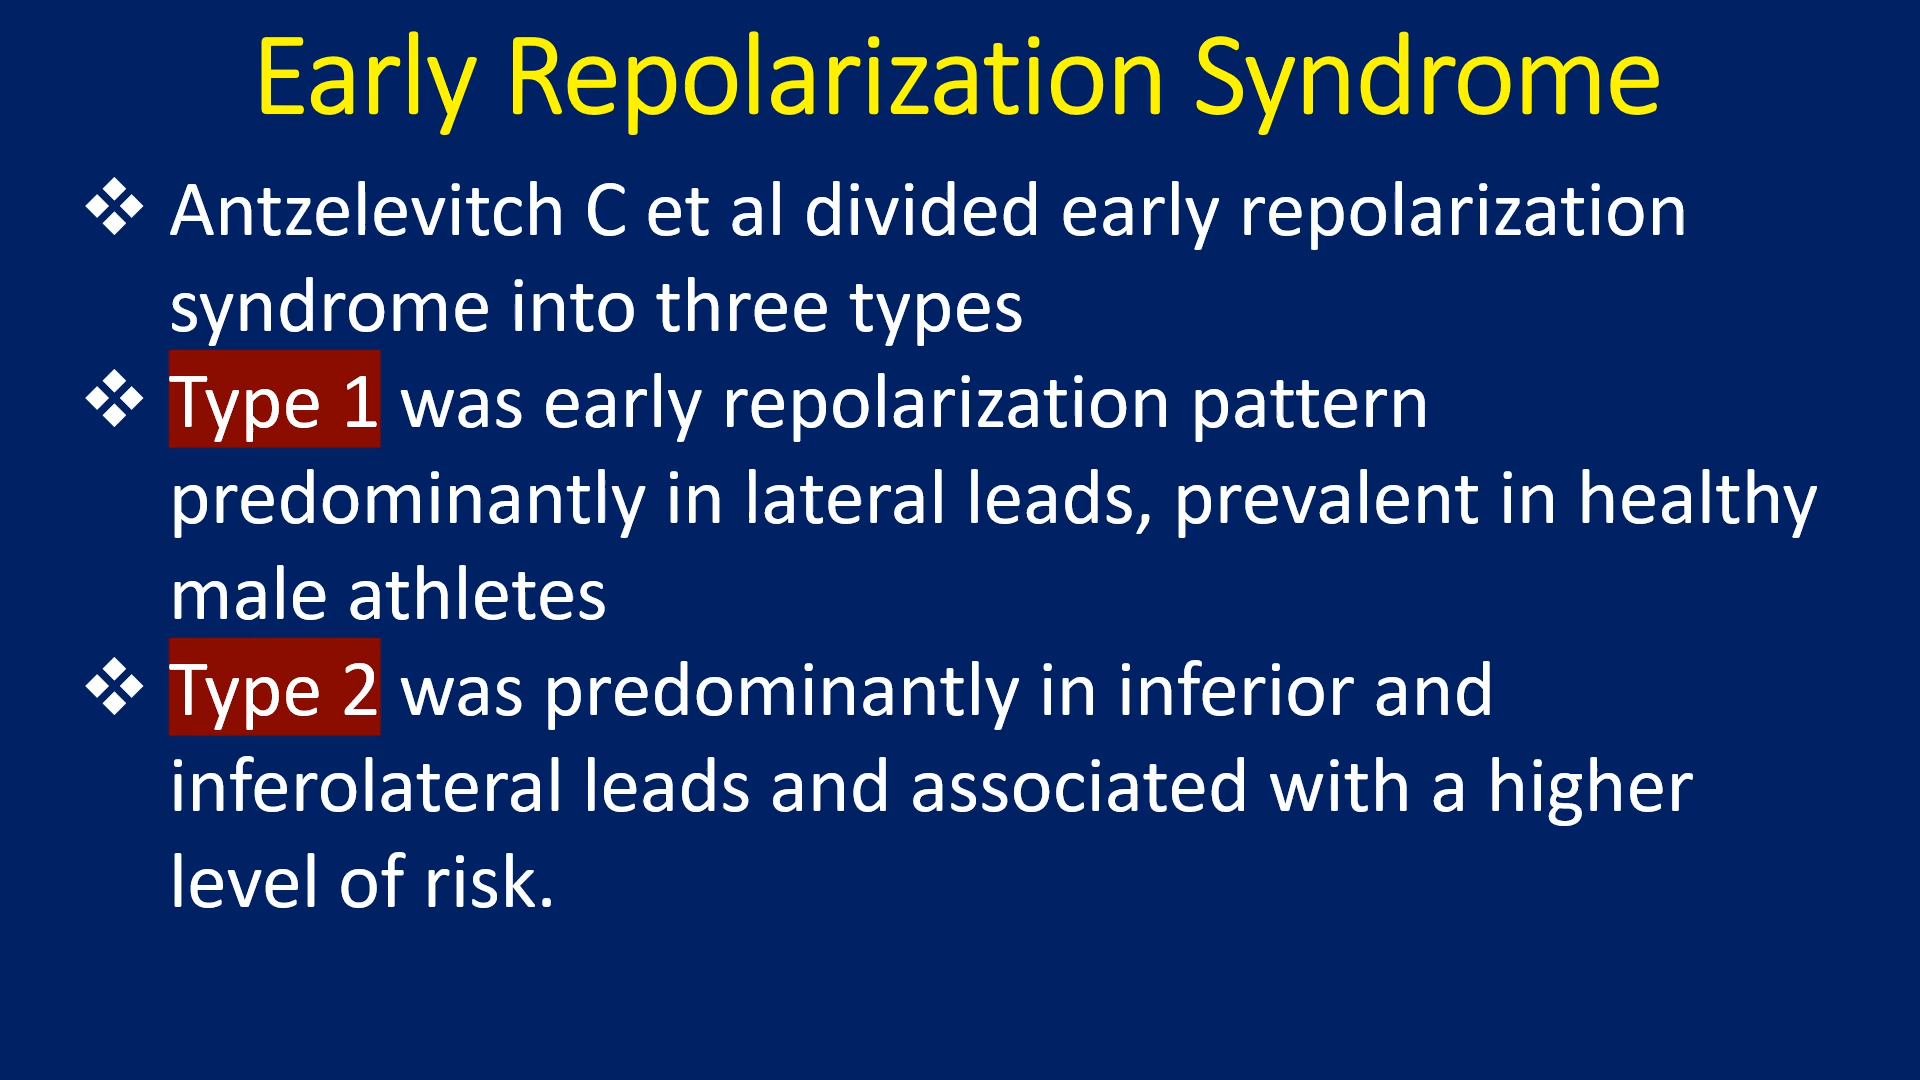 Early Repolarization Syndrome
❖ Antzelevitch C et al divided early repolarization
syndrome into three types
❖ Type 1 was early repolarization pattern
predominantly in lateral leads, prevalent in healthy
male athletes
❖ Type 2 was predominantly in inferior and
inferolateral leads and associated with a higher
level of risk.